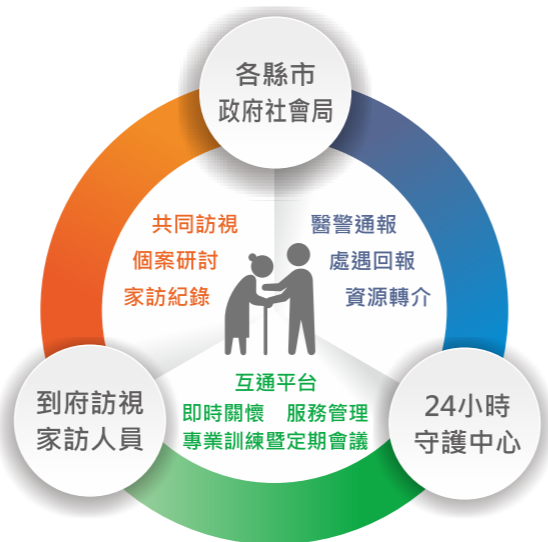 各縣市
政府社會局
共同訪視
個案研討
家訪紀錄
醫警通報
處遇回報
資源轉介
互通平台
即時關懷 服務管理
專業訓練暨定期會議
到府訪視
家訪人員
24小時
守護中心